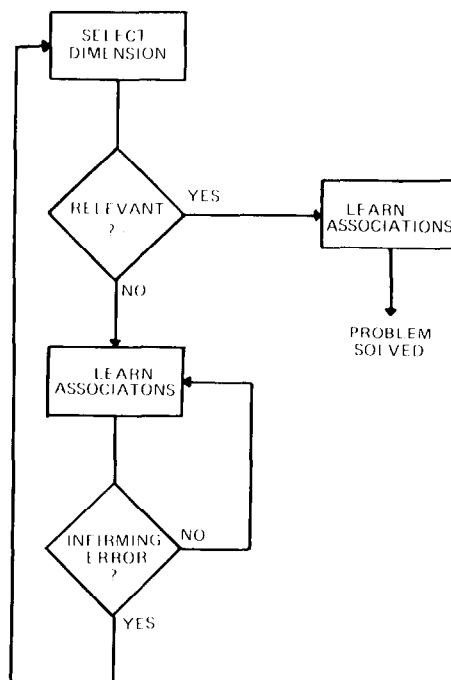 SELECT
DIMENSION
RELEVANT
?
YES
LEARN
ASSOCIATIONS
PROBLEM
SOLVED
NO
LEARN
ASSOCIATONS
INFIRMING
ERROR
?
NO
YES